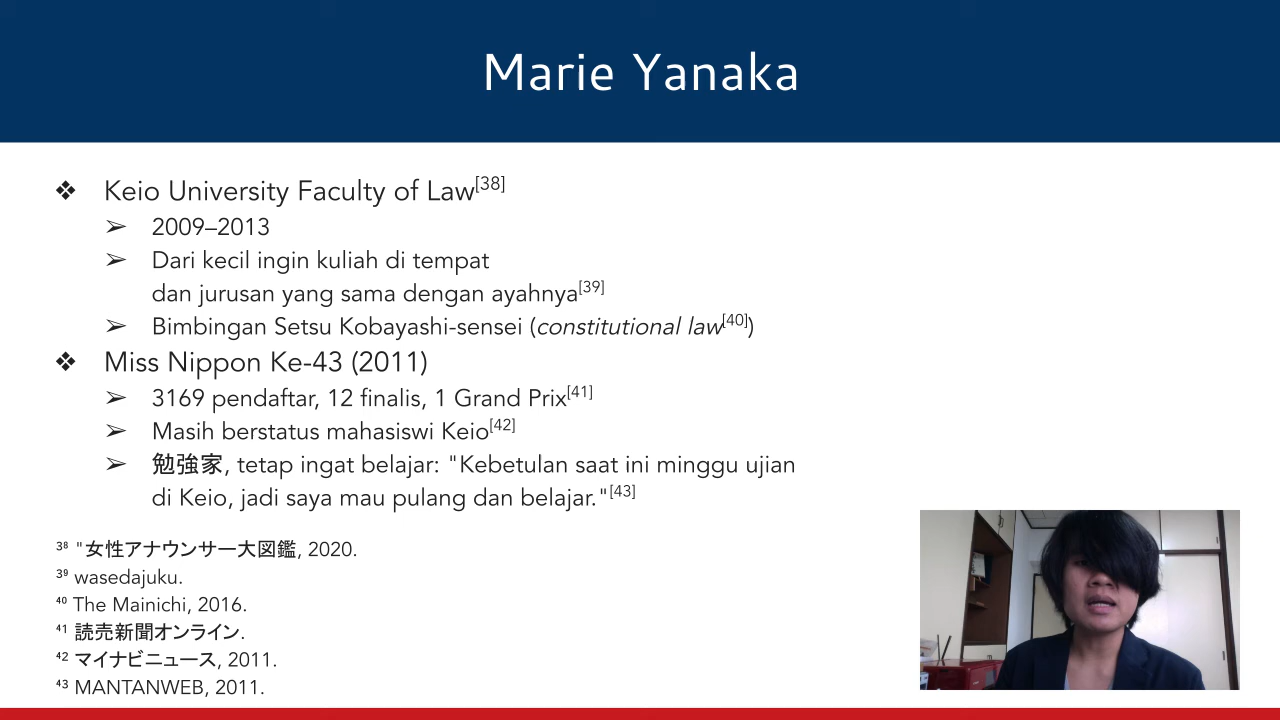 Marie Yanaka
❖ Keio University Faculty of Law[38]
➢ 2009–2013
➢ Dari kecil ingin kuliah di tempat
dan jurusan yang sama dengan ayahnya[39]
➢ Bimbingan Setsu Kobayashi-sensei (constitutional law[40])
❖ Miss Nippon Ke-43 (2011)
➢ 3169 pendaftar, 12 finalis, 1 Grand Prix[41]
➢ Masih berstatus mahasiswi Keio[42]
➢ 勉強家, tetap ingat belajar: "Kebetulan saat ini minggu ujian
di Keio, jadi saya mau pulang dan belajar."[43]
³⁸ "女性アナウンサー大図鑑, 2020.
³⁹ wasedajuku.
⁴⁰ The Mainichi, 2016.
⁴¹ 読売新聞オンライン.
⁴² マイナビニュース, 2011.
⁴³ MANTANWEB, 2011.